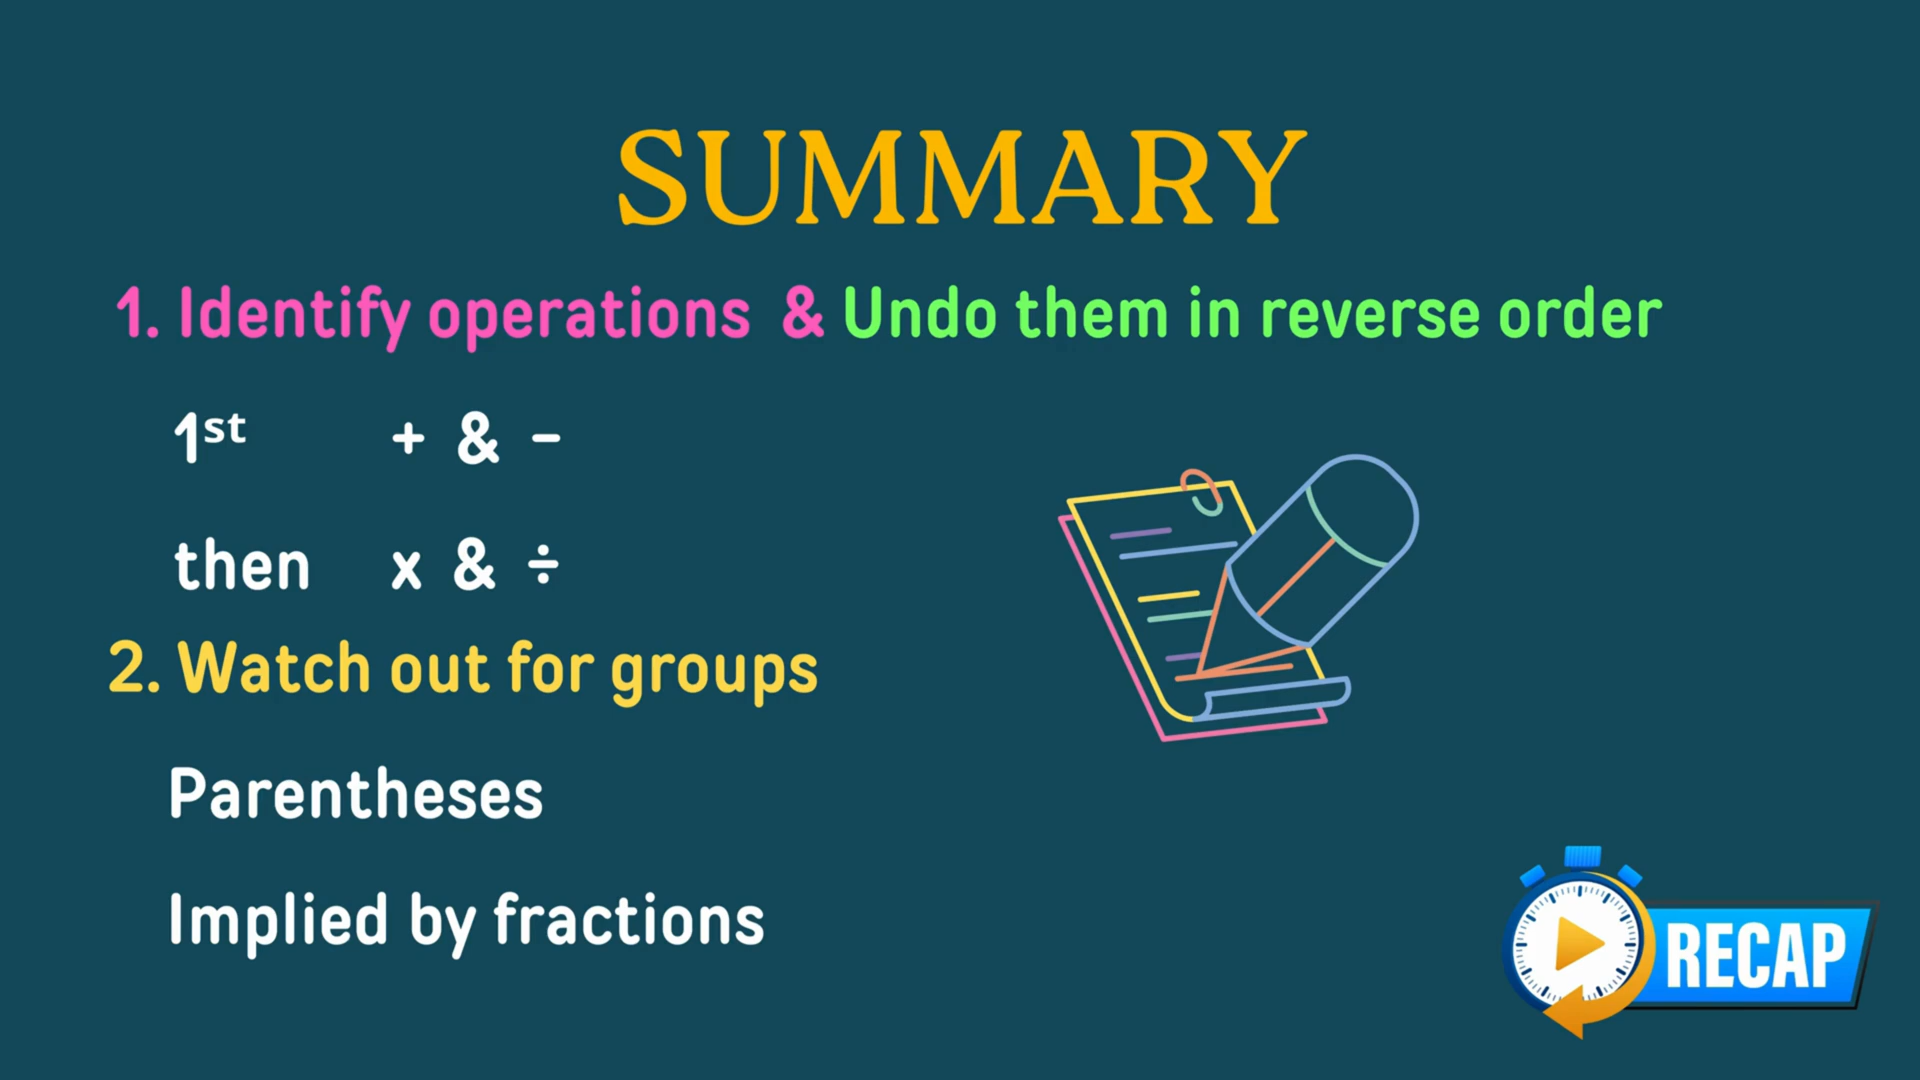 SUMMARY
1. Identify operations & Undo them in reverse order
1st + & -
then x & ÷
2. Watch out for groups
Parentheses
Implied by fractions
RECAP